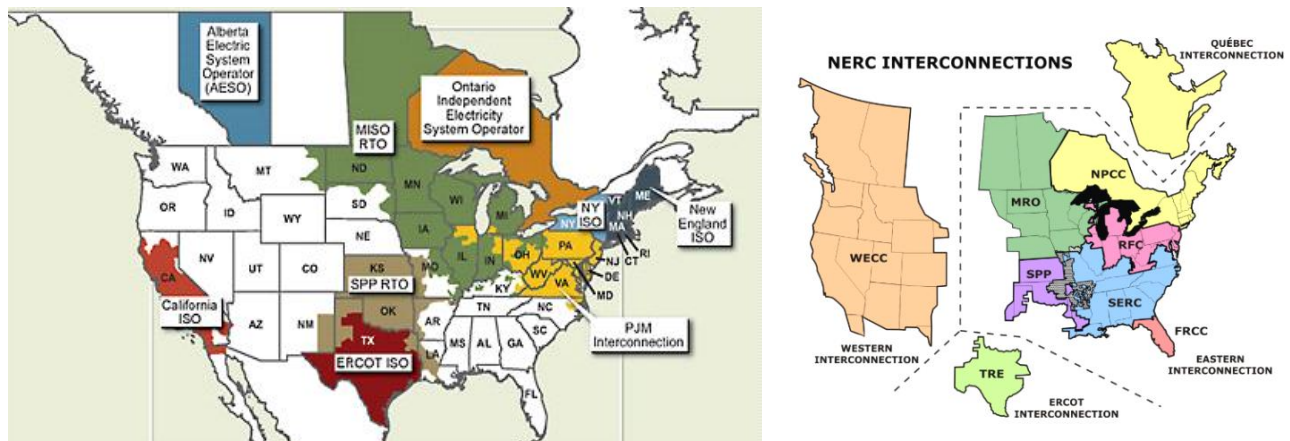 Alberta
Electric
System
Operator
(AESO)
Ontario
Independent
Electricity
System Operator
MISO
RTO
WA
MT
ND
MN
OR
ID
SD
WI
MI
WY
NE
IA
NY
NY
ISO
VT
NH
ME
MA
RI
CT
New
England
ISO
NV
UT
CO
KS
MO
IL
IN
OH
PA
NJ
DE
MD
WV
VA
KY
CA
California
ISO
SPP RTO
AZ
NM
OK
AR
TN
NC
SC
PJM
Interconnection
TX
ERCOT ISO
LA
MS
AL
GA
FL
NERC INTERCONNECTIONS
QUÉBEC
INTERCONNECTION
NPCC
MRO
RFC
WECC
SPP
SERC
FRCC
WESTERN
INTERCONNECTION
EASTERN
INTERCONNECTION
TRE
ERCOT
INTERCONNECTION